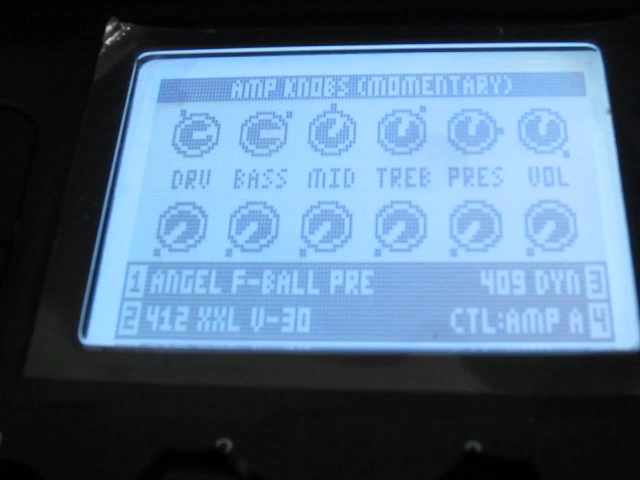 AMP KNOBS (MOMENTARY)
DRV BASS MID TREB PRES VOL
1 ANGEL F-BALL PRE 409 DYN 3
2 412 XXL V-30 CTL:AMP A 4